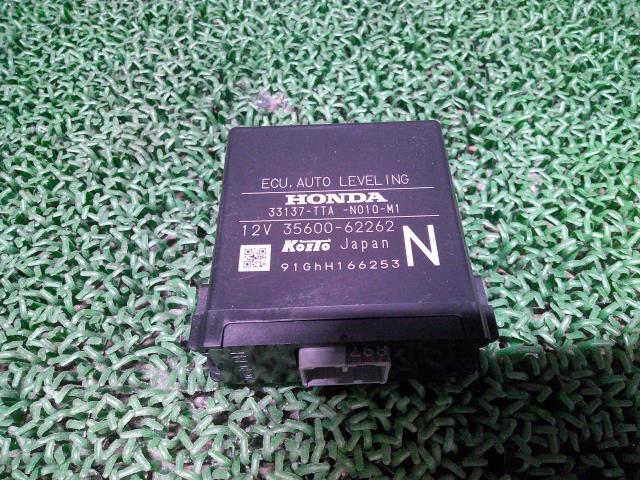 ECU, AUTO LEVELING
HONDA
33137-TTA -N010-M1
12V 35600-62262
KOITO Japan N
91GhH166253